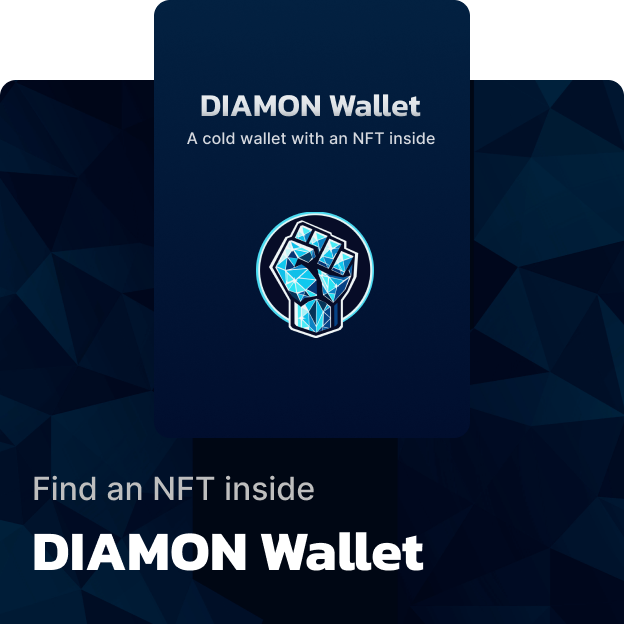 DIAMON Wallet
A cold wallet with an NFT inside
Find an NFT inside
DIAMON Wallet